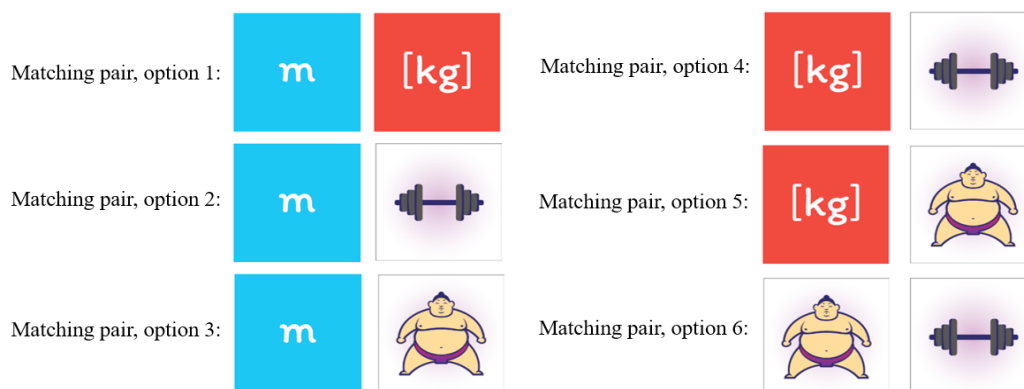 Matching pair, option 1: m [kg]
Matching pair, option 4: [kg]
Matching pair, option 2: m
Matching pair, option 5: [kg]
Matching pair, option 3: m
Matching pair, option 6: